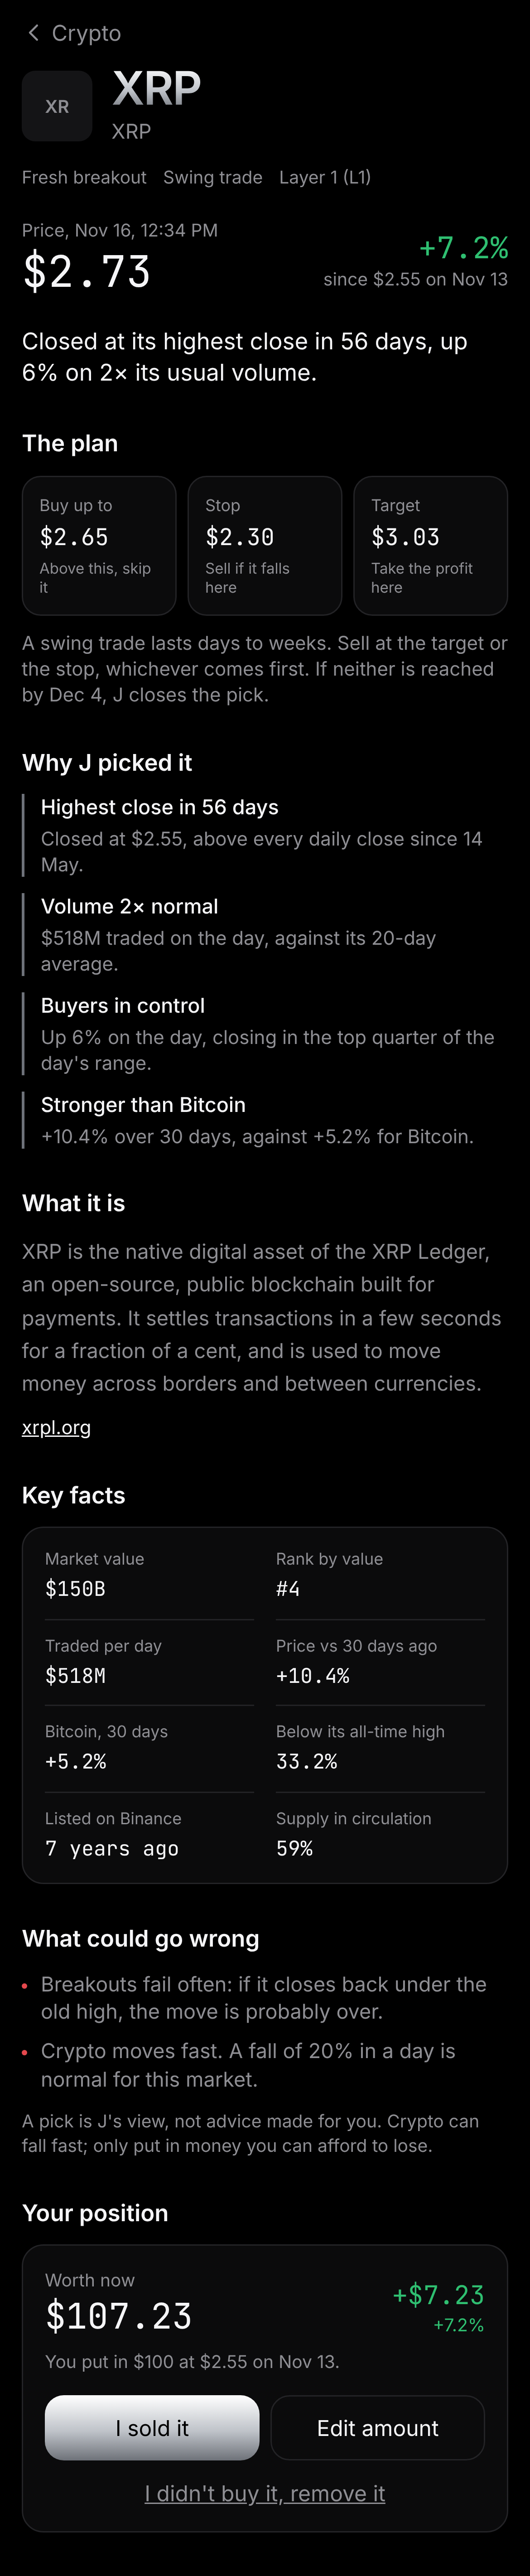 Crypto
XR
XRP
XRP
Fresh breakout Swing trade Layer 1 (L1)
Price, Nov 16, 12:34 PM
$2.73
+7.2%
since $2.55 on Nov 13
Closed at its highest close in 56 days, up
6% on 2× its usual volume.
The plan
Buy up to
$2.65
Above this, skip
it
Stop
$2.30
Sell if it falls
here
Target
$3.03
Take the profit
here
A swing trade lasts days to weeks. Sell at the target or
the stop, whichever comes first. If neither is reached
by Dec 4, J closes the pick.
Why J picked it
Highest close in 56 days
Closed at $2.55, above every daily close since 14
May.
Volume 2× normal
$518M traded on the day, against its 20-day
average.
Buyers in control
Up 6% on the day, closing in the top quarter of the
day's range.
Stronger than Bitcoin
+10.4% over 30 days, against +5.2% for Bitcoin.
What it is
XRP is the native digital asset of the XRP Ledger,
an open-source, public blockchain built for
payments. It settles transactions in a few seconds
for a fraction of a cent, and is used to move
money across borders and between currencies.
xrpl.org
Key facts
Market value
$150B
Rank by value
#4
Traded per day
$518M
Price vs 30 days ago
+10.4%
Bitcoin, 30 days
+5.2%
Below its all-time high
33.2%
Listed on Binance
7 years ago
Supply in circulation
59%
What could go wrong
• Breakouts fail often: if it closes back under the
old high, the move is probably over.
• Crypto moves fast. A fall of 20% in a day is
normal for this market.
A pick is J's view, not advice made for you. Crypto can
fall fast; only put in money you can afford to lose.
Your position
Worth now
$107.23
+$7.23
+7.2%
You put in $100 at $2.55 on Nov 13.
I sold it
Edit amount
I didn't buy it, remove it